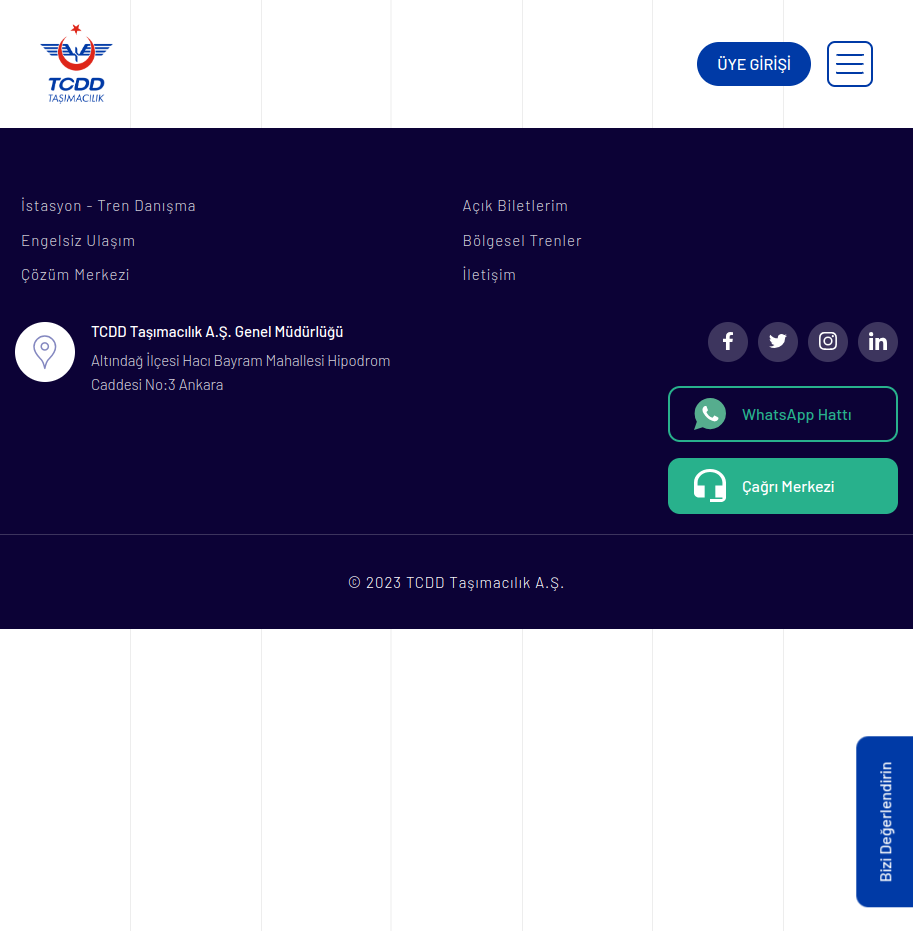 TCDD
TAŞIMACILIK
ÜYE GİRİŞİ
İstasyon - Tren Danışma
Engelsiz Ulaşım
Çözüm Merkezi
Açık Biletlerim
Bölgesel Trenler
İletişim
TCDD Taşımacılık A.Ş. Genel Müdürlüğü
Altındağ İlçesi Hacı Bayram Mahallesi Hipodrom
Caddesi No:3 Ankara
WhatsApp Hattı
Çağrı Merkezi
© 2023 TCDD Taşımacılık A.Ş.
Bizi Değerlendirin